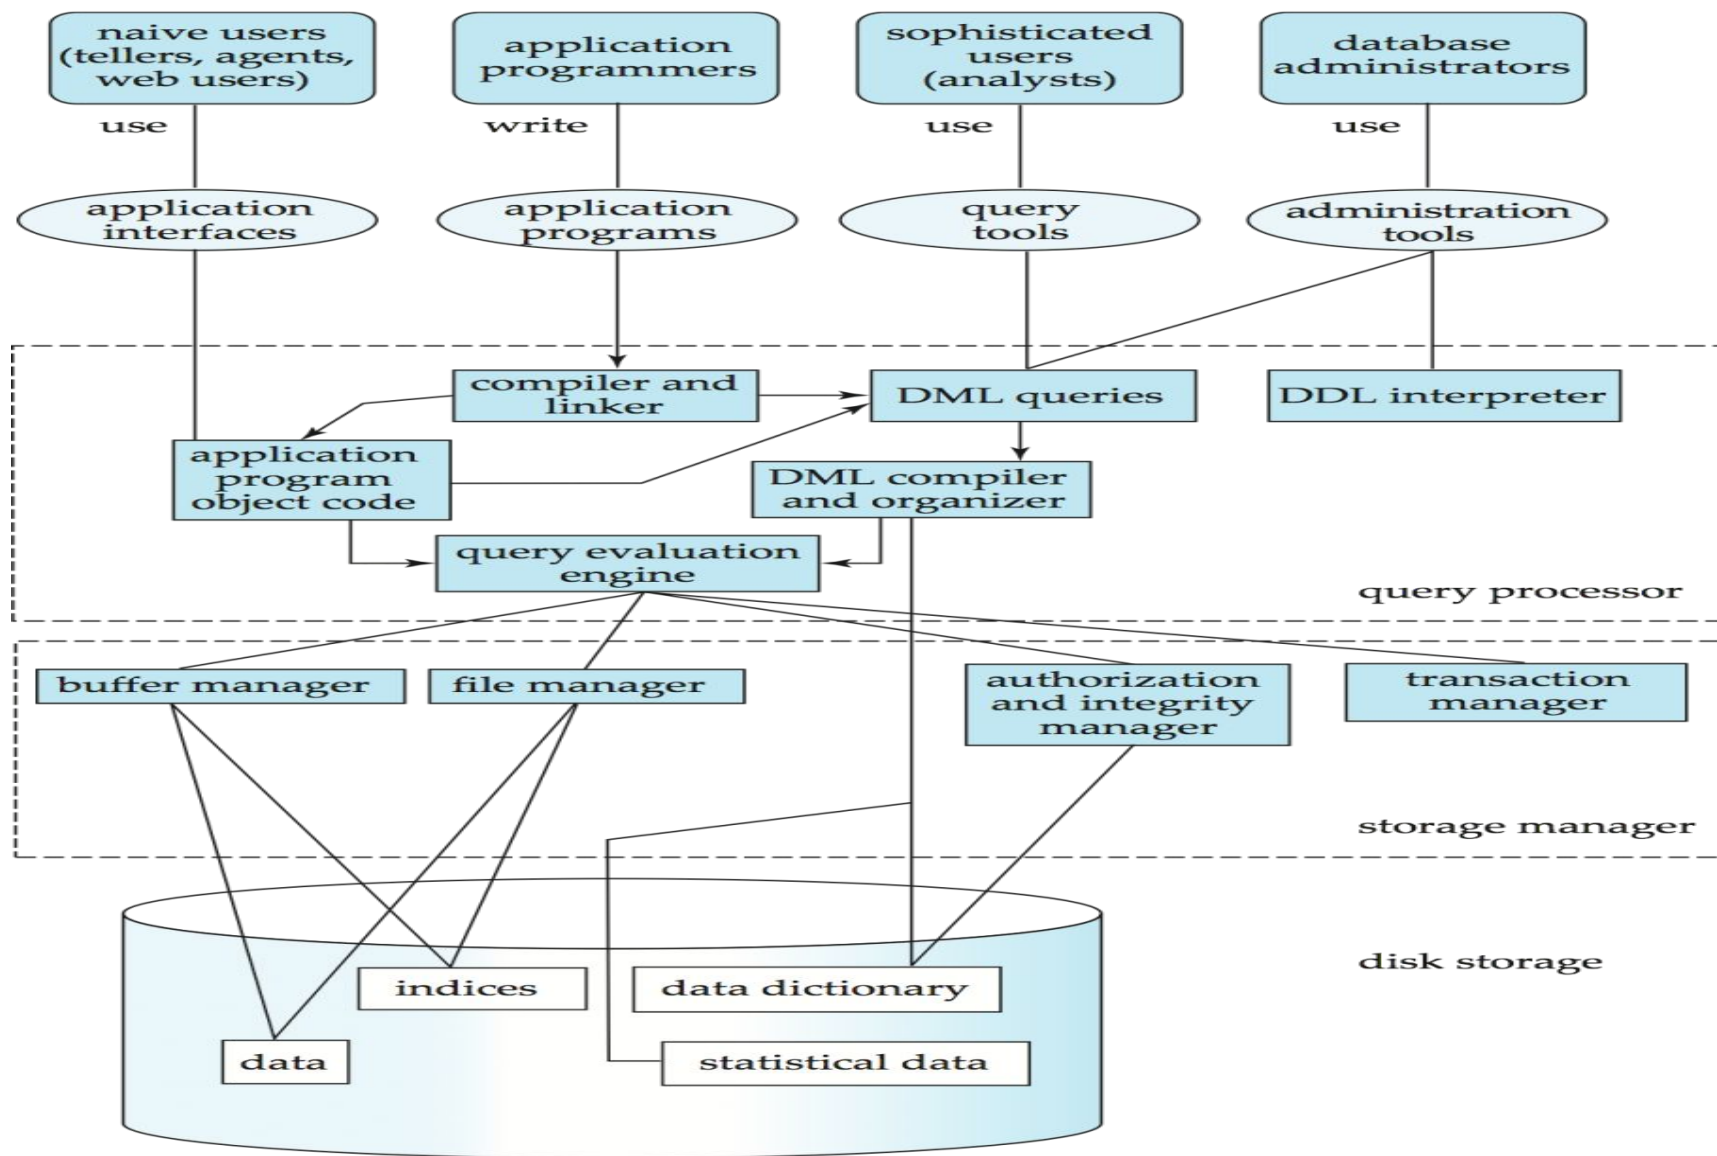 naive users
(tellers, agents,
web users)
application
programmers
sophisticated
users
(analysts)
database
administrators
use
write
use
use
application
interfaces
application
programs
query
tools
administration
tools
compiler and
linker
DML queries
DDL interpreter
application
program
object code
DML compiler
and organizer
query evaluation
engine
query processor
buffer manager
file manager
authorization
and integrity
manager
transaction
manager
storage manager
disk storage
indices
data dictionary
data
statistical data